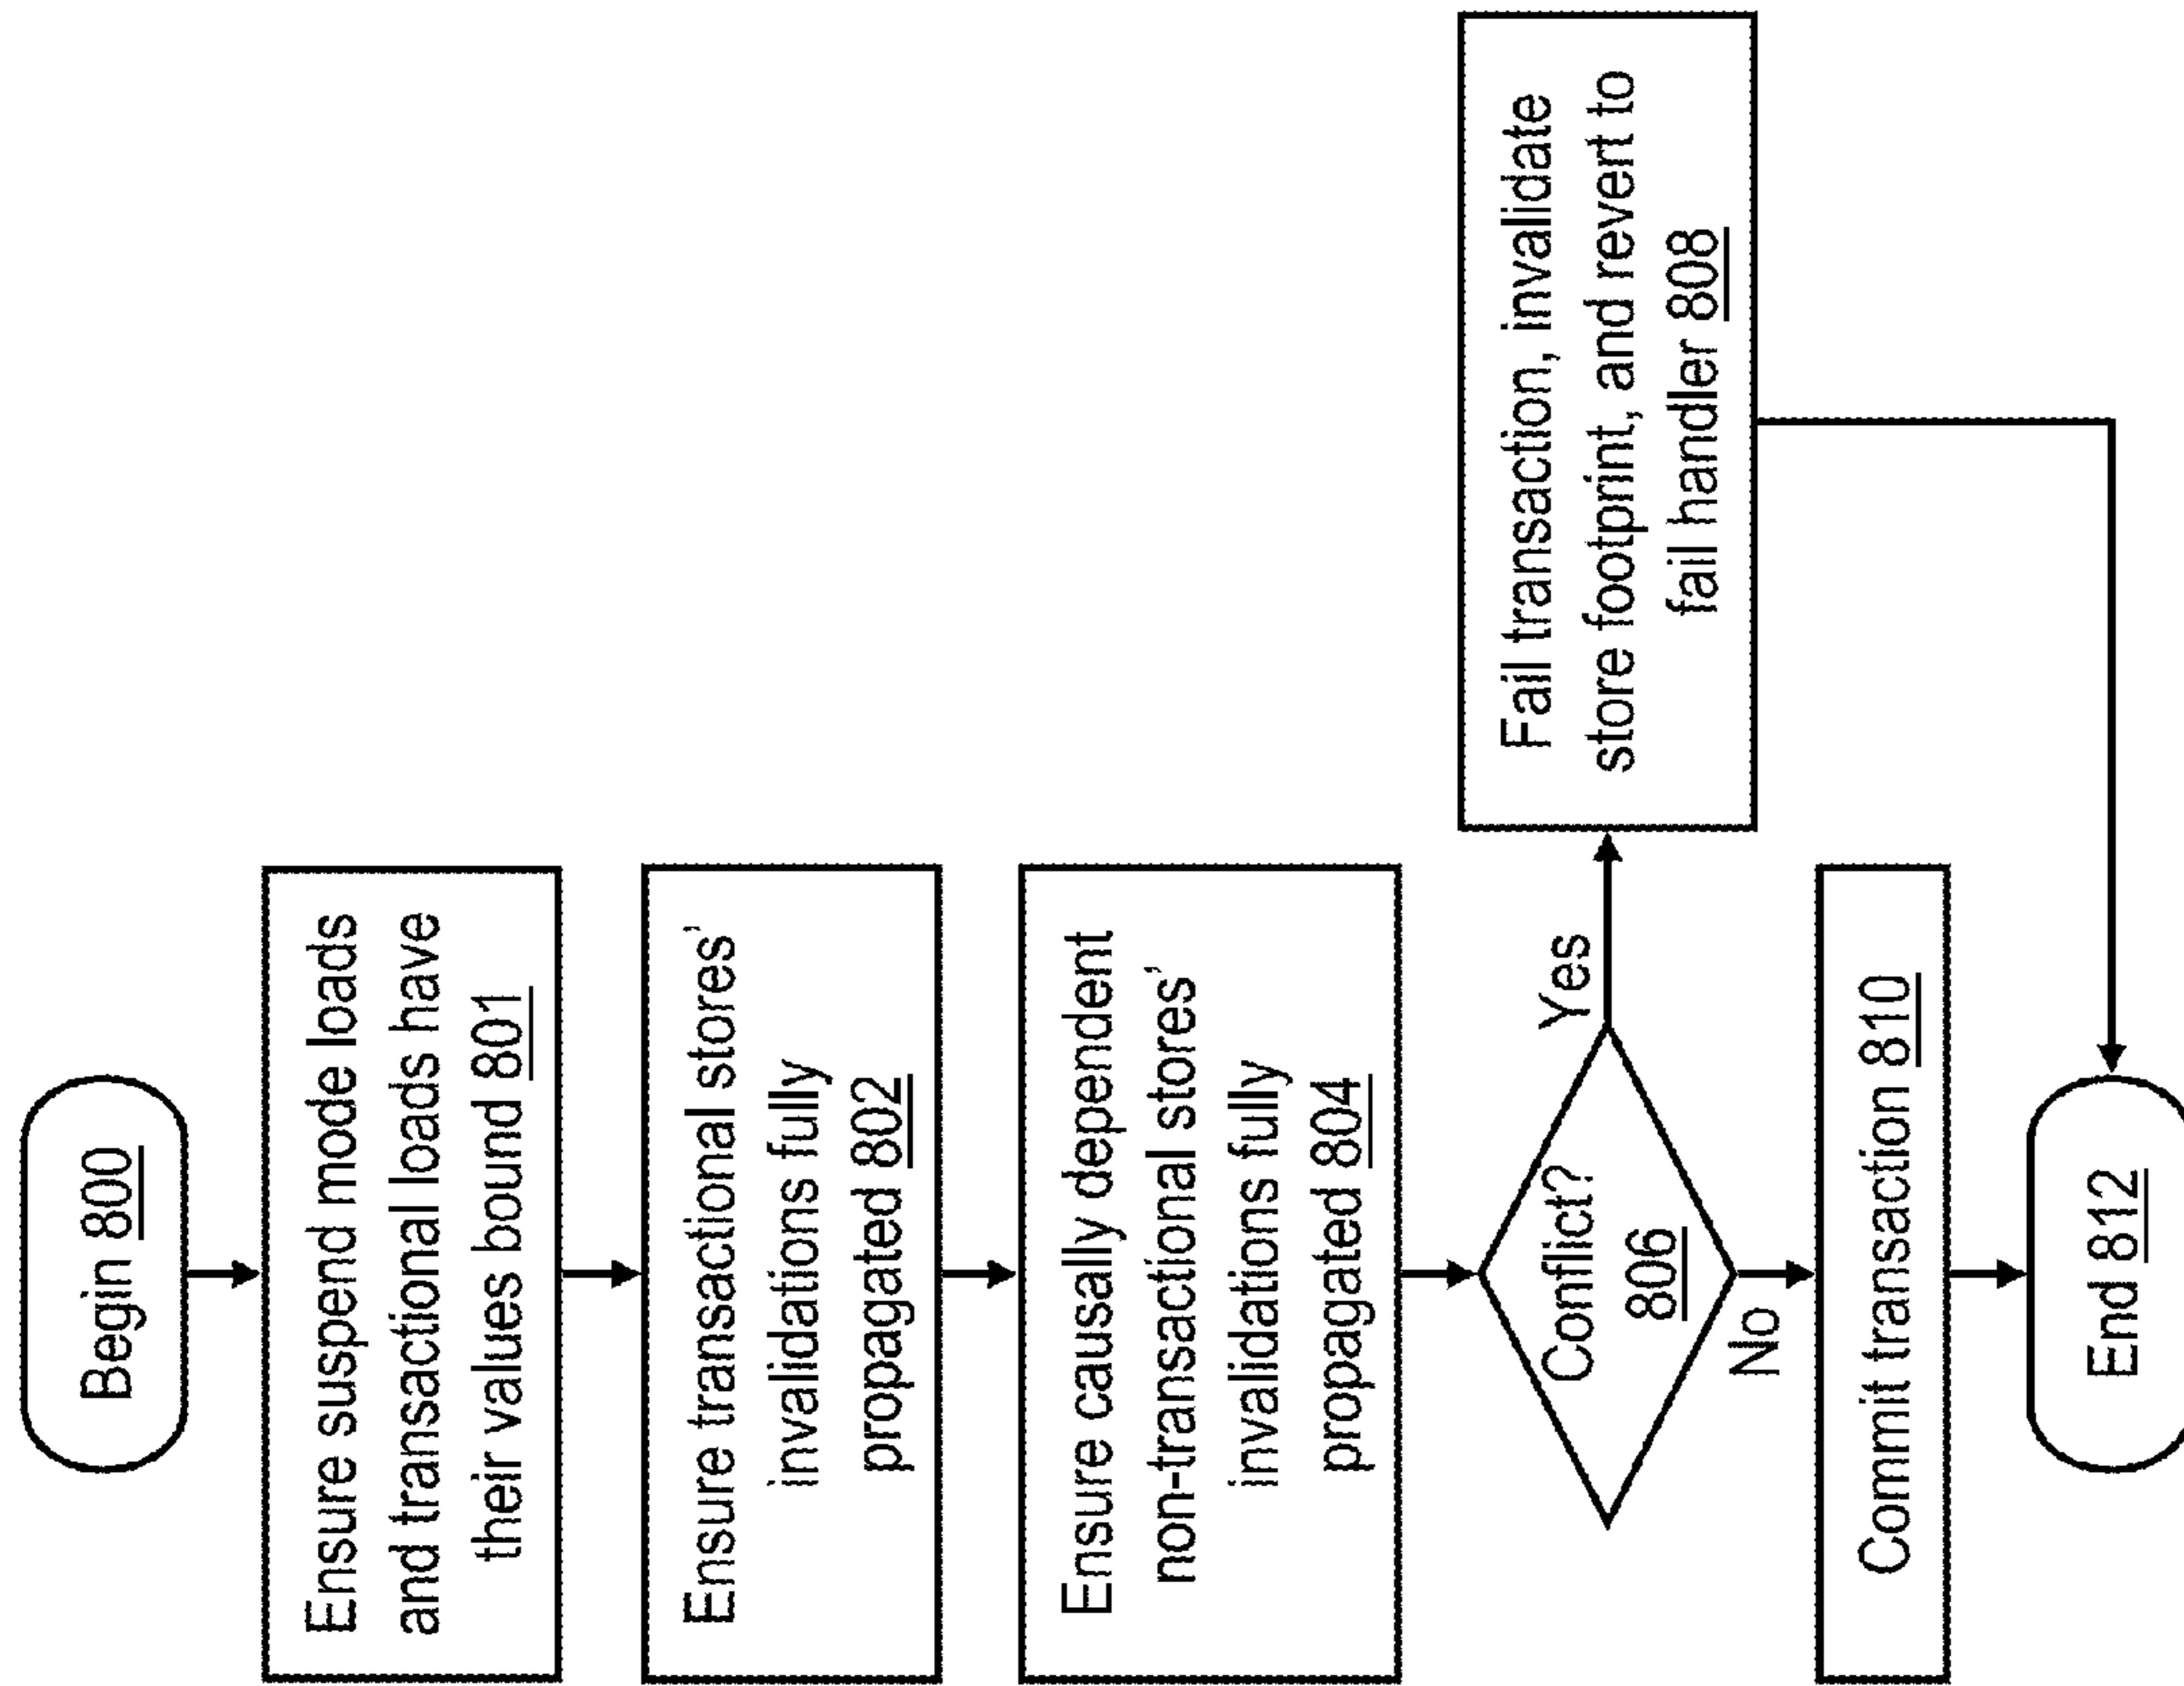 Begin 800
Ensure suspend mode loads
and transactional loads have
their values bound 801
Ensure transactional stores'
invalidations fully
propagated 802
Ensure causally dependent
non-transactional stores'
invalidations fully
propagated 804
Conflict?
806
Yes
Fail transaction, invalidate
store footprint, and revert to
fail handler 808
No
Commit transaction 810
End 812